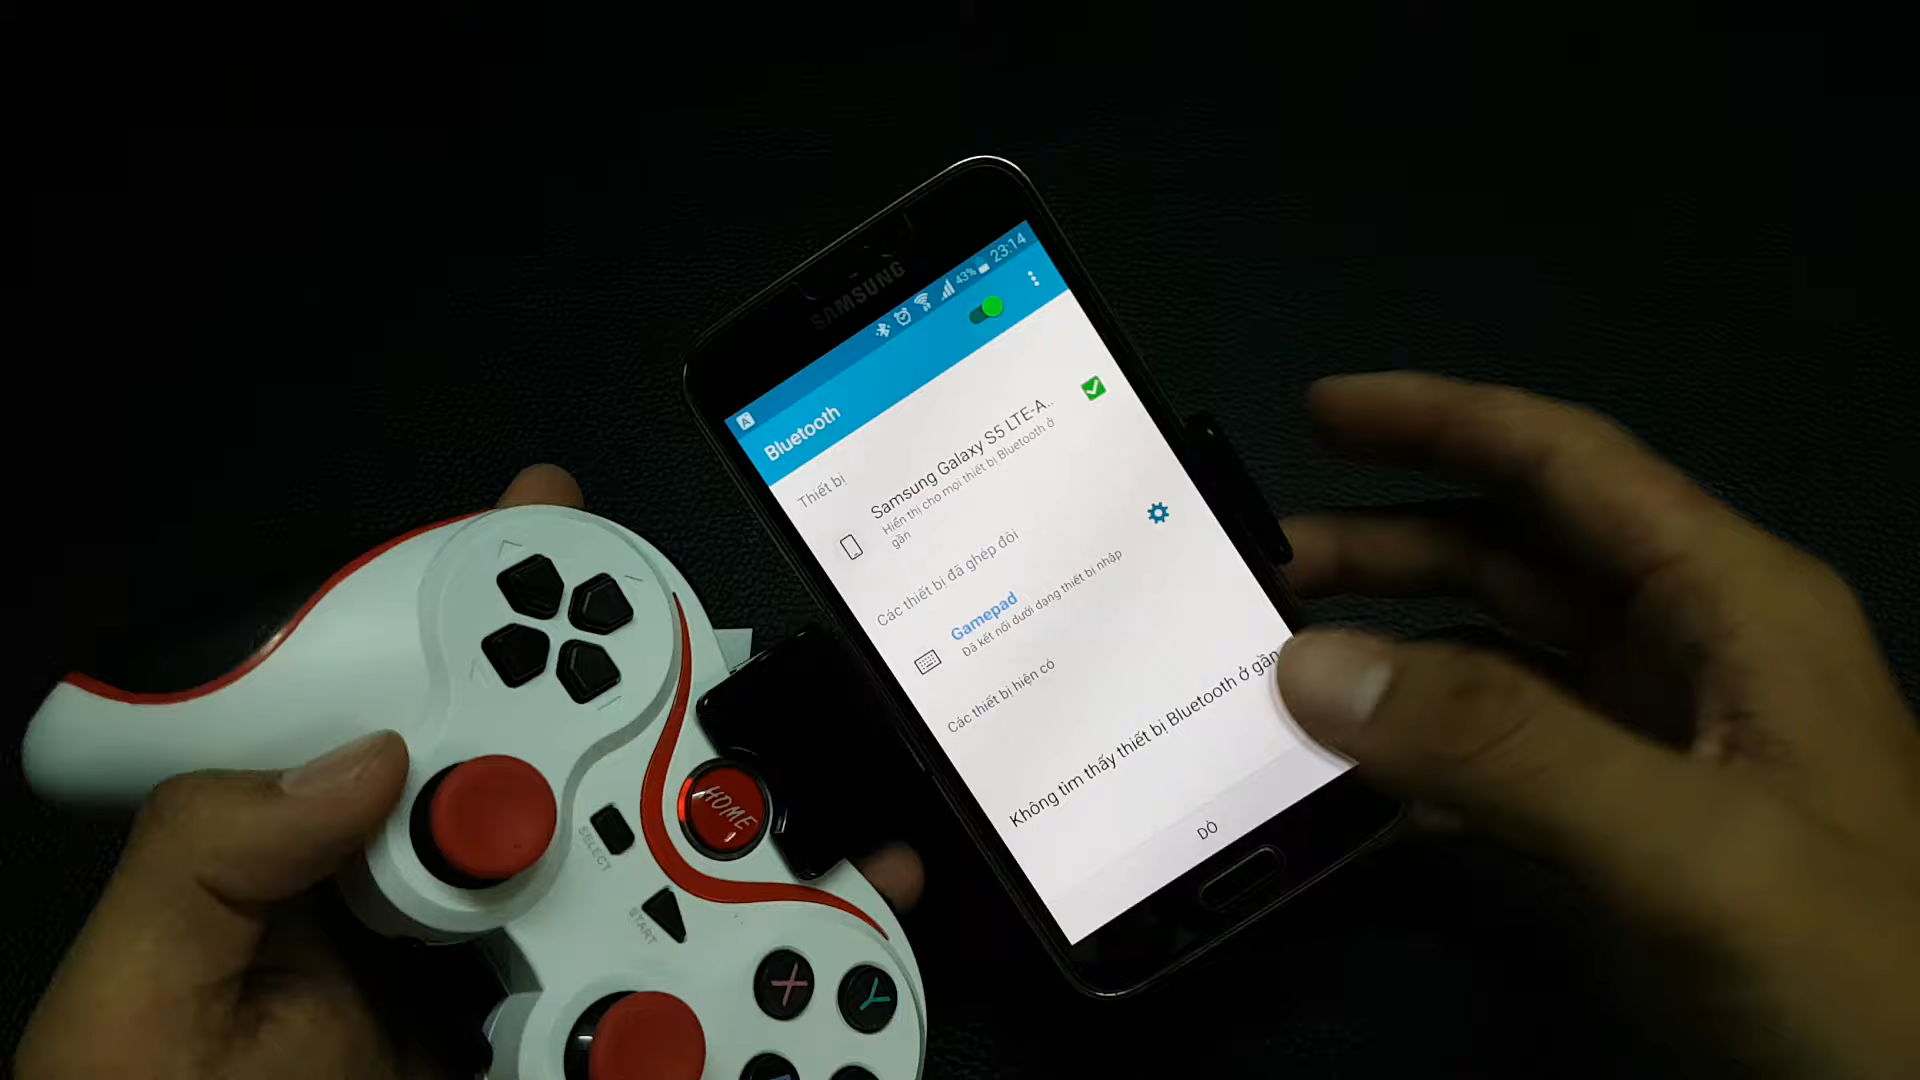 SAMSUNG
43% 23:14
A
Bluetooth
Thiết bị
Samsung Galaxy S5 LTE-A..
Hiển thị cho mọi thiết bị Bluetooth ở
gần
Các thiết bị đã ghép đôi
Gamepad
Đã kết nối dưới dạng thiết bị nhập
Các thiết bị hiện có
Không tìm thấy thiết bị Bluetooth ở gần
DÒ
HOME
SELECT
START
X
Y